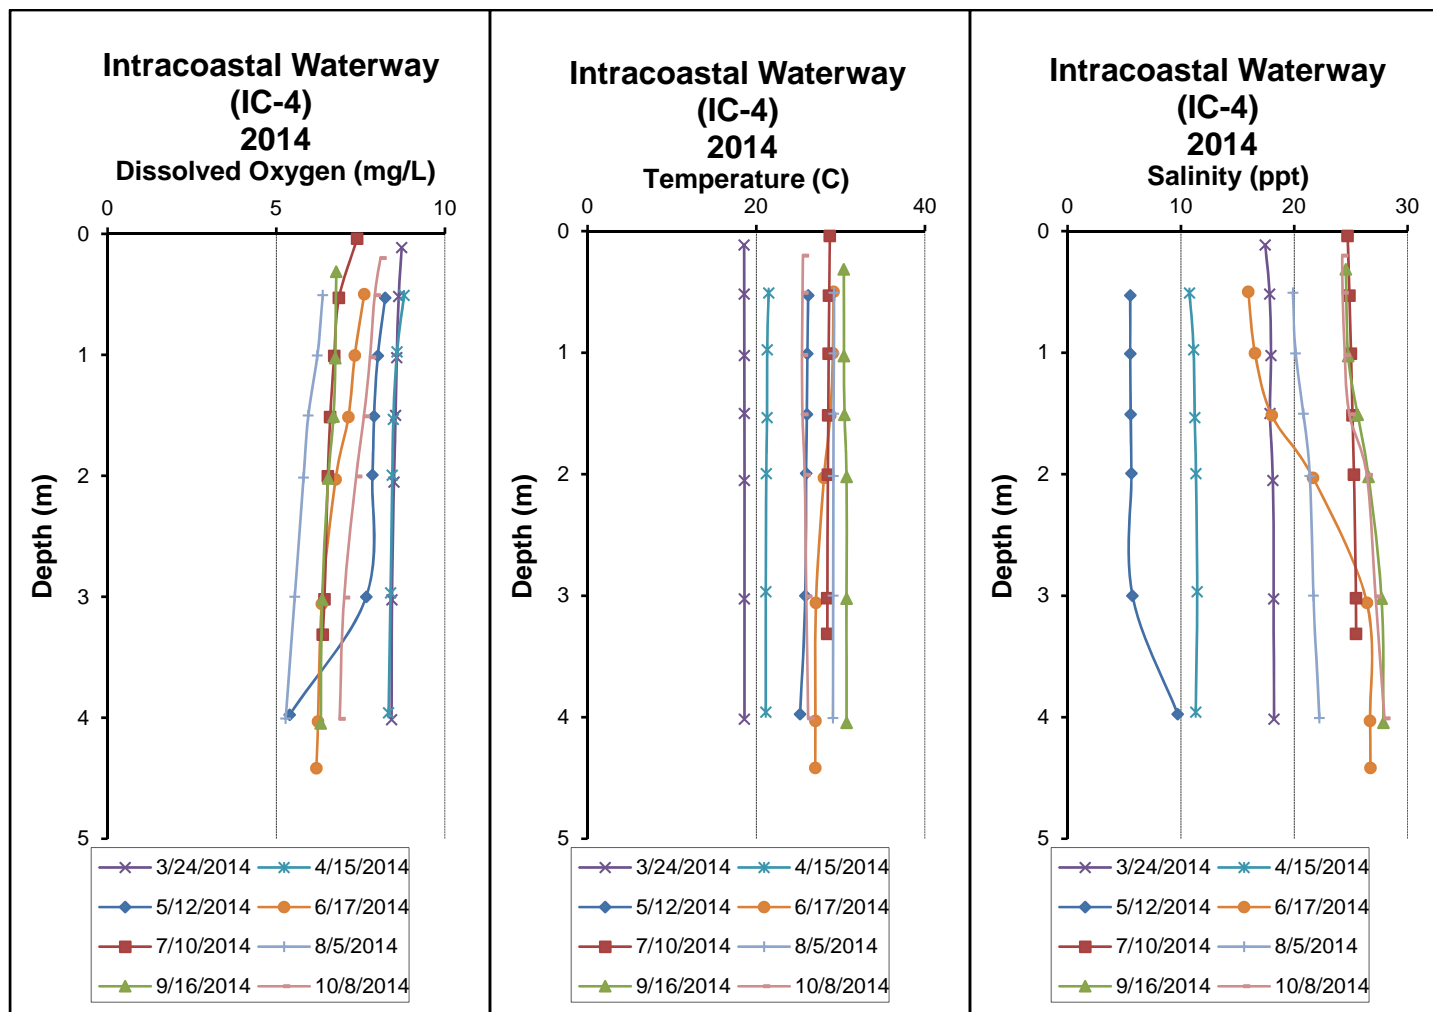 Intracoastal Waterway
(IC-4)
2014
Dissolved Oxygen (mg/L)
0 5 10
0
1
2
3
4
5
Depth (m)
3/24/2014 4/15/2014
5/12/2014 6/17/2014
7/10/2014 8/5/2014
9/16/2014 10/8/2014
Intracoastal Waterway
(IC-4)
2014
Temperature (C)
0 20 40
0
1
2
3
4
5
Depth (m)
3/24/2014 4/15/2014
5/12/2014 6/17/2014
7/10/2014 8/5/2014
9/16/2014 10/8/2014
Intracoastal Waterway
(IC-4)
2014
Salinity (ppt)
0 10 20 30
0
1
2
3
4
5
Depth (m)
3/24/2014 4/15/2014
5/12/2014 6/17/2014
7/10/2014 8/5/2014
9/16/2014 10/8/2014